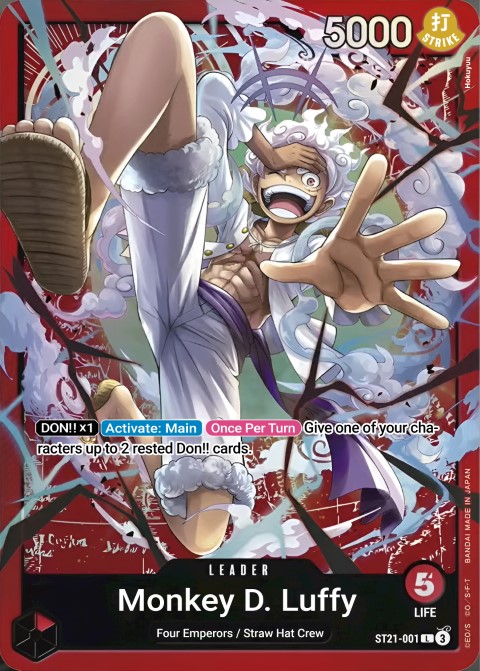 5000
打
STRIKE
Hokuyuu
DON!! ×1 Activate: Main Once Per Turn Give one of your cha-
racters up to 2 rested Don!! cards.
BANDAI MADE IN JAPAN
©E.O/S ©O./S-F-T
LEADER
Monkey D. Luffy
5
LIFE
Four Emperors / Straw Hat Crew
ST21-001 L 3